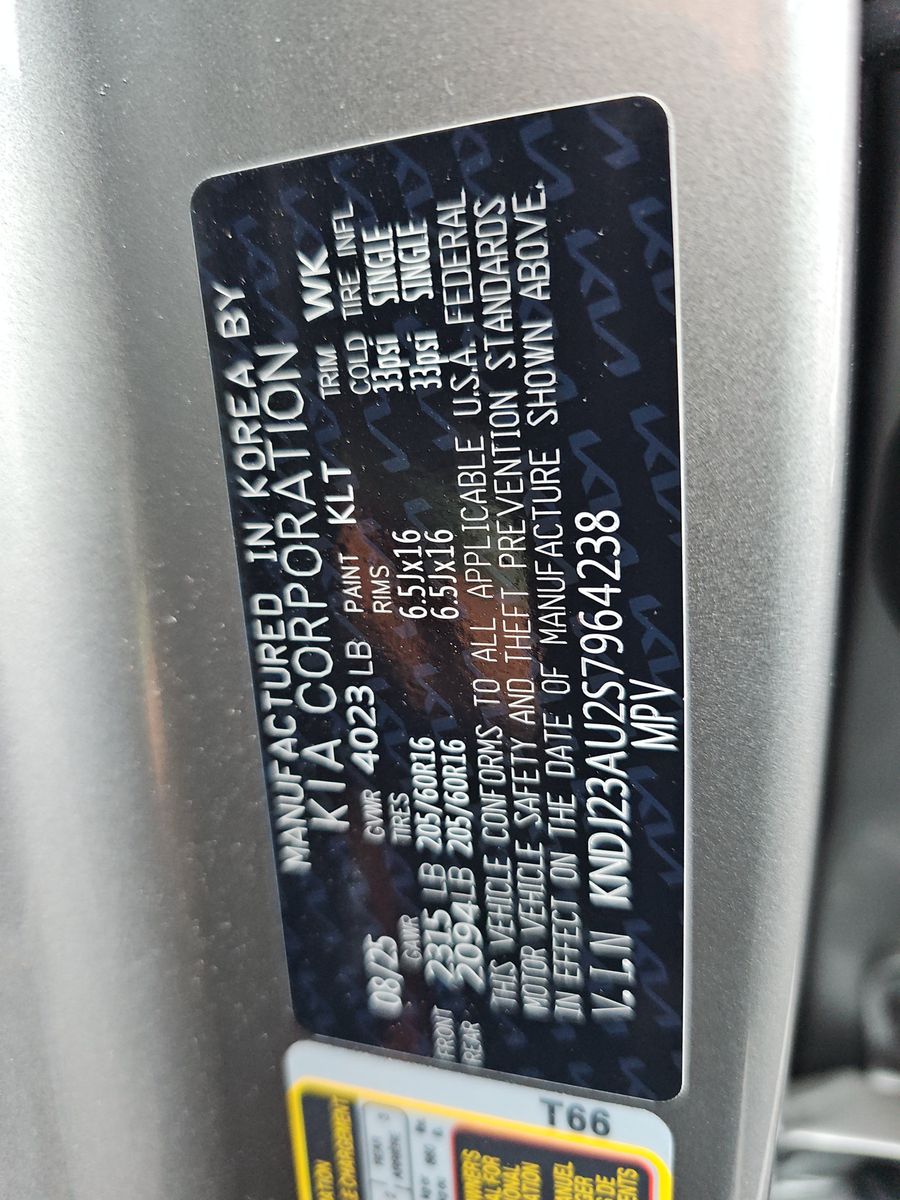 MANUFACTURED IN KOREA BY
KIA CORPORATION
08/25 GVWR 4023 LB PAINT KLT TRIM WK
GAWR TIRES RIMS COLD TIRE INFL
FRONT 2315 LB 205/60R16 6.5Jx16 33psi SINGLE
REAR 2094 LB 205/60R16 6.5Jx16 33psi SINGLE
THIS VEHICLE CONFORMS TO ALL APPLICABLE U.S.A. FEDERAL
MOTOR VEHICLE SAFETY AND THEFT PREVENTION STANDARDS
IN EFFECT ON THE DATE OF MANUFACTURE SHOWN ABOVE.
V.I.N KNDJ23AU2S7964238
MPV
T66